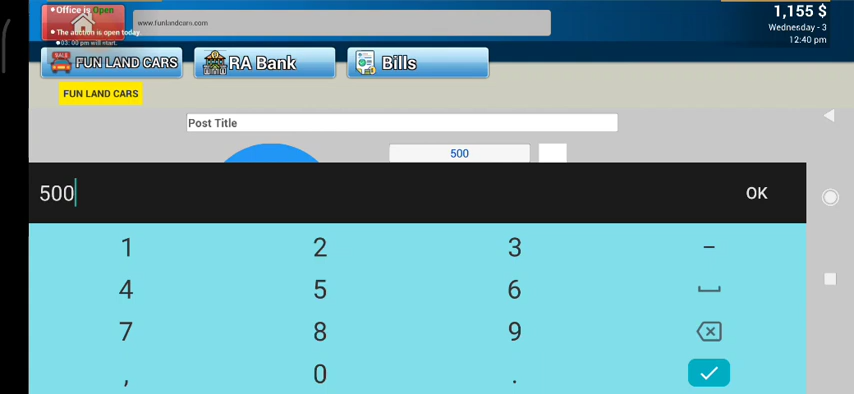 Office is Open
The auction is open today.
03: 00 pm will start.
www.funlandcars.com
1,155 $
Wednesday - 3
12:40 pm
SALE
FUN LAND CARS
RA Bank
Bills
FUN LAND CARS
Post Title
500
500
OK
1 2 3 –
4 5 6
7 8 9
, 0 .